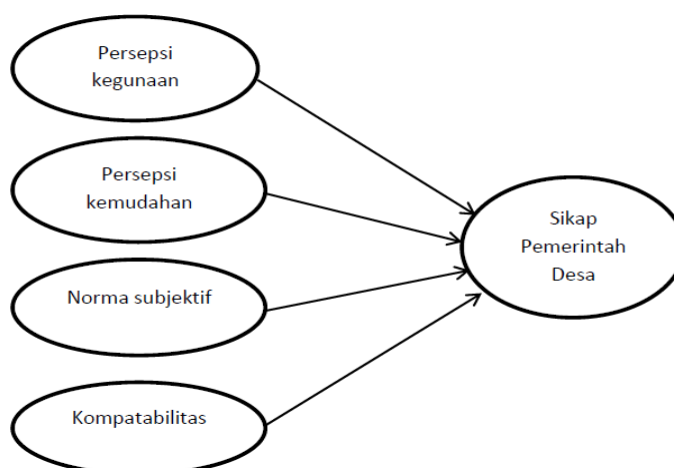 Persepsi
kegunaan
Persepsi
kemudahan
Norma subjektif
Kompatabilitas
Sikap
Pemerintah
Desa